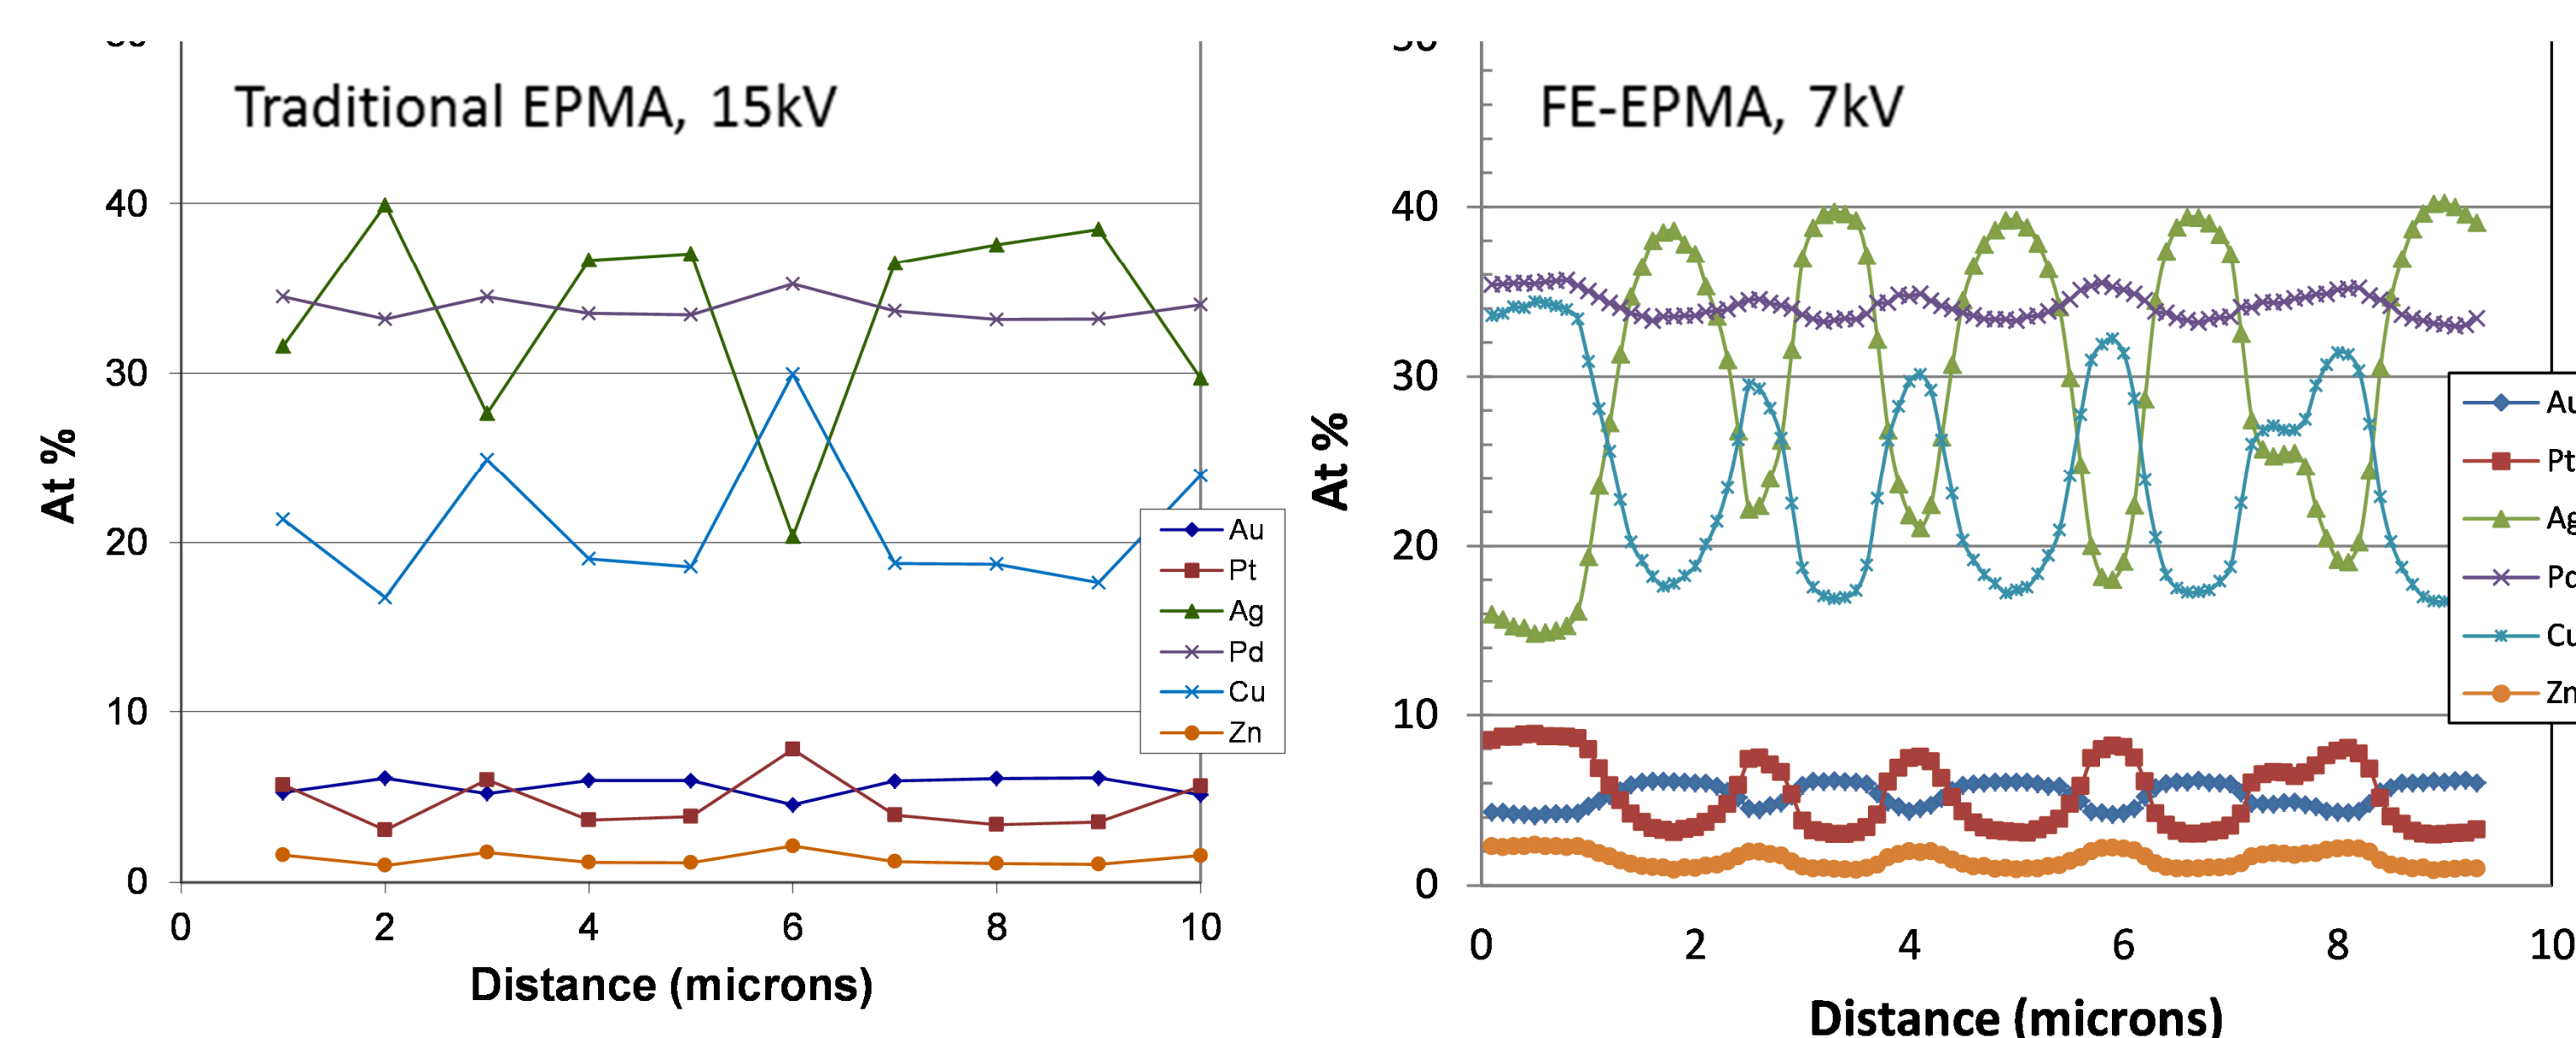 Traditional EPMA, 15kV
40
30
20
10
0
At %
0 2 4 6 8 10
Distance (microns)
Au
Pt
Ag
Pd
Cu
Zn
FE-EPMA, 7kV
40
30
20
10
0
At %
0 2 4 6 8 10
Distance (microns)
Pt
Zn